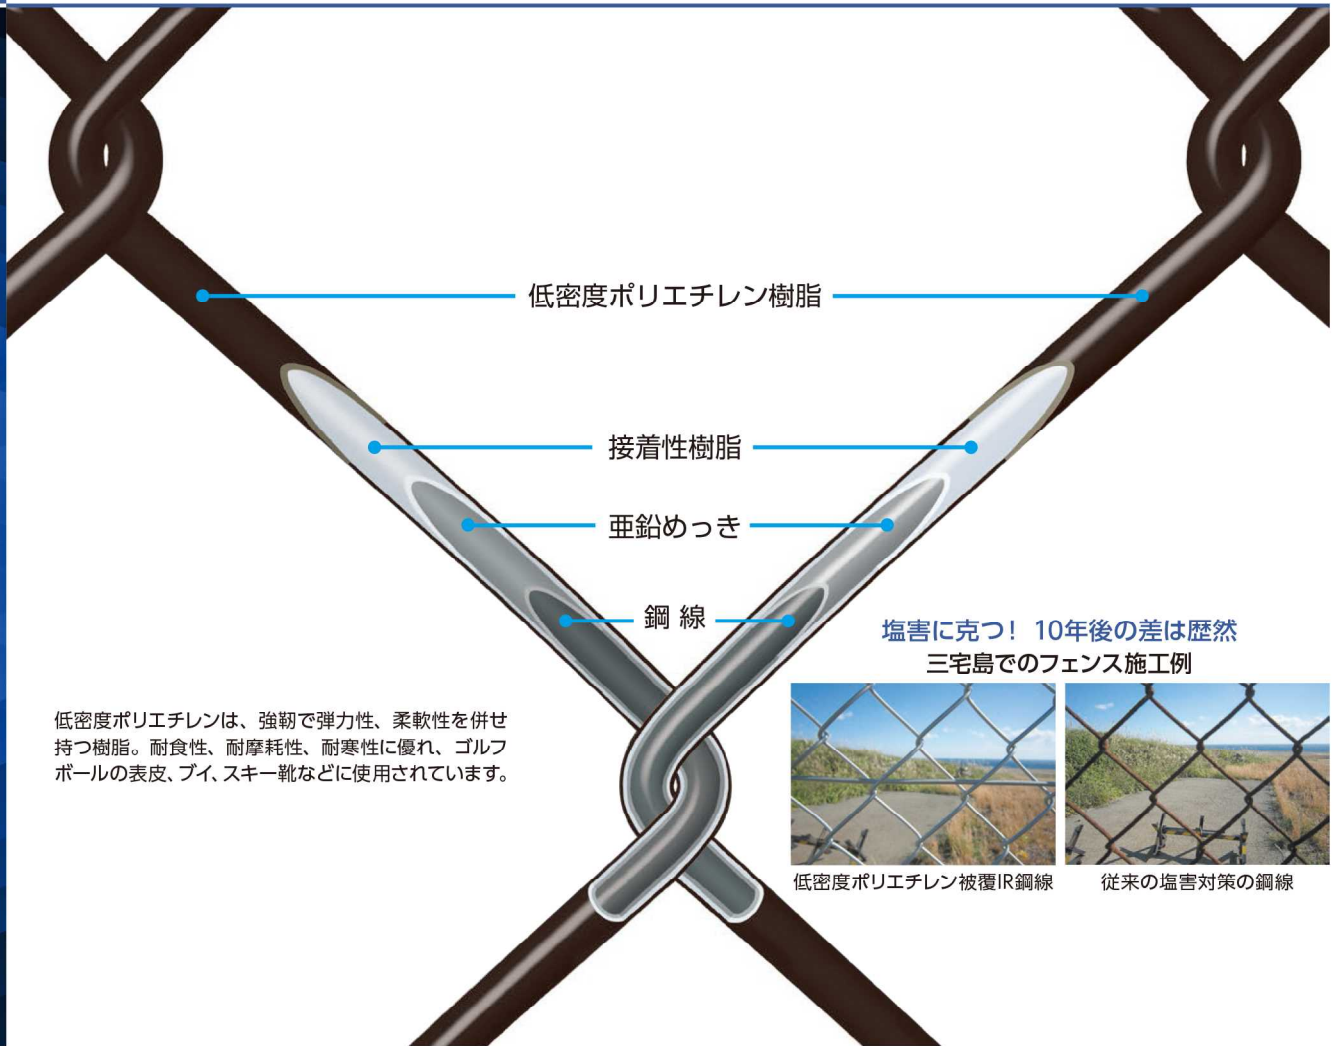 低密度ポリエチレン樹脂
接着性樹脂
亜鉛めっき
鋼 線
低密度ポリエチレンは、強靭で弾力性、柔軟性を併せ
持つ樹脂。耐食性、耐摩耗性、耐寒性に優れ、ゴルフ
ボールの表皮、ブイ、スキー靴などに使用されています。
塩害に克つ! 10年後の差は歴然
三宅島でのフェンス施工例
低密度ポリエチレン被覆IR鋼線
従来の塩害対策の鋼線